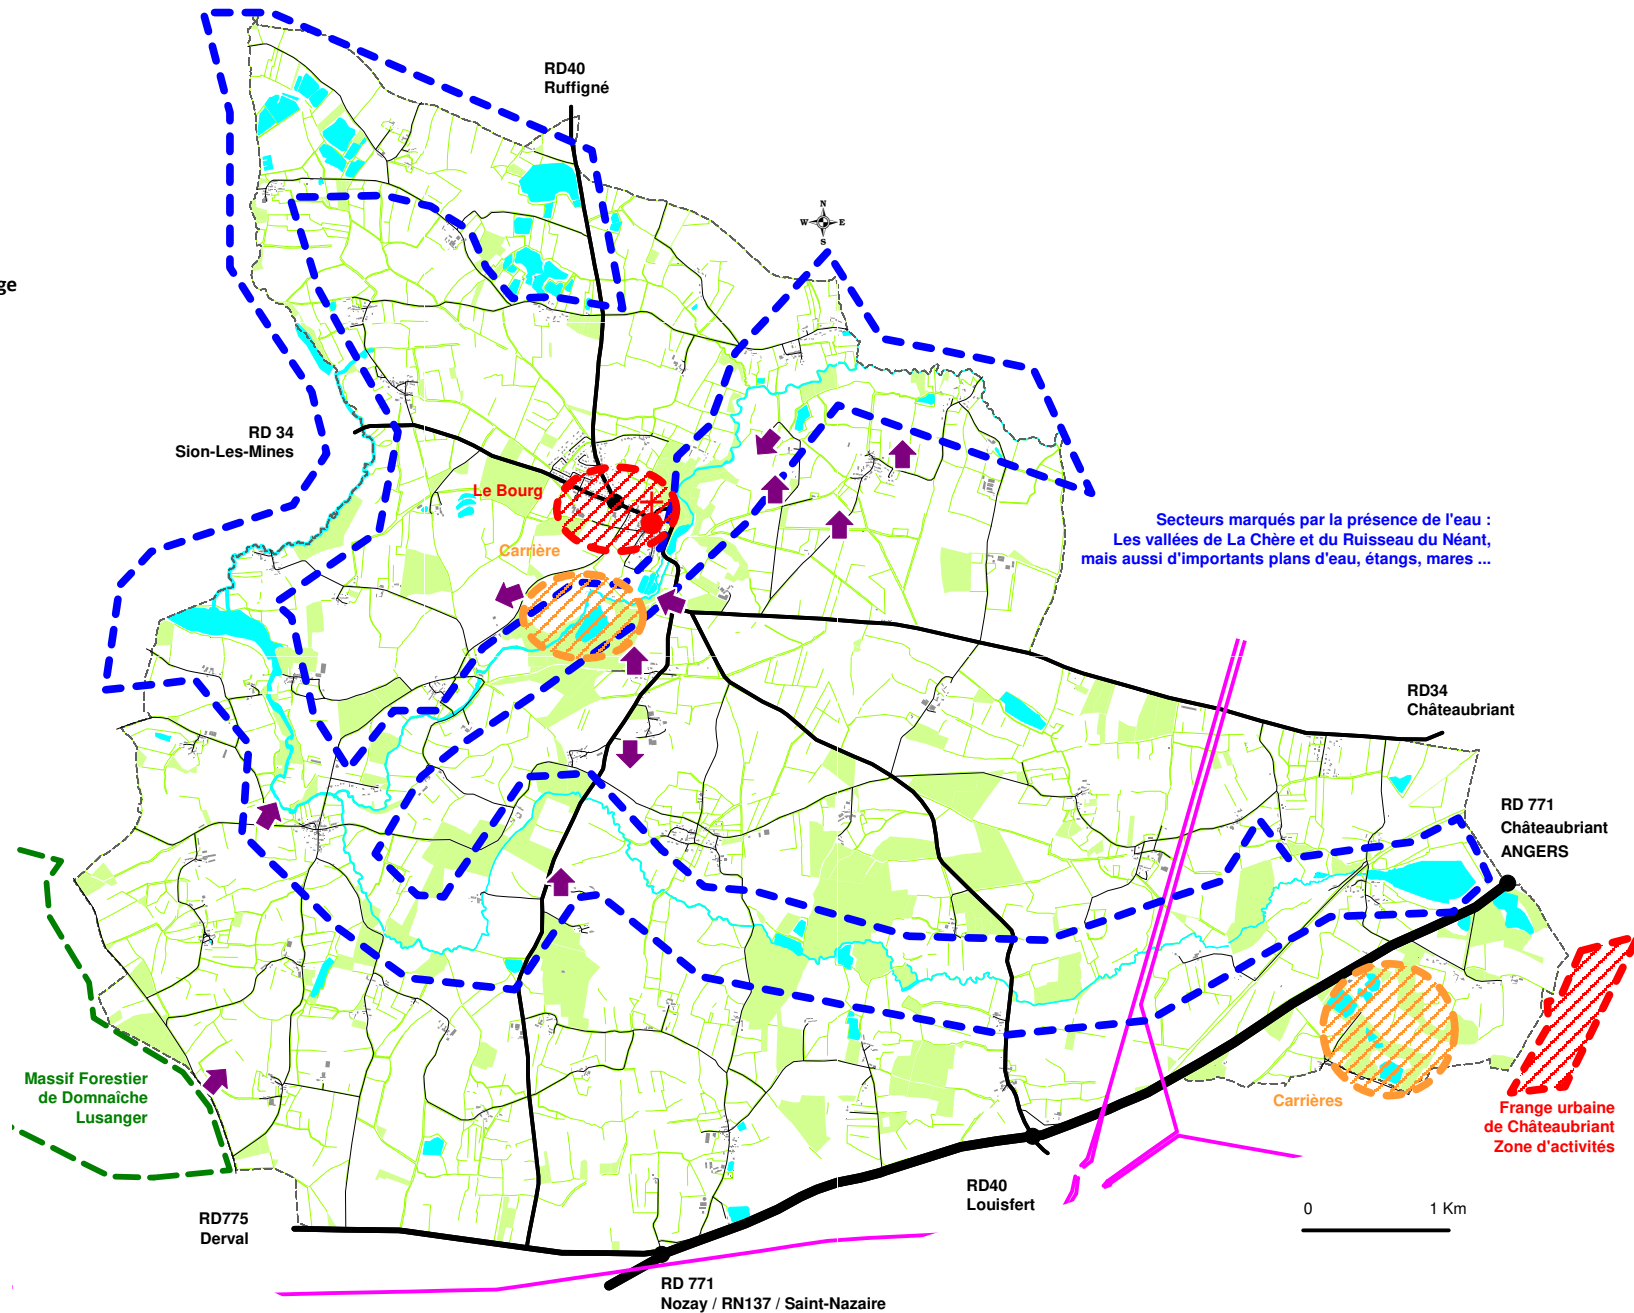 RD40
Ruffigné
N
W E
S
ge
RD 34
Sion-Les-Mines
Le Bourg
Carrière
Secteurs marqués par la présence de l'eau :
Les vallées de La Chère et du Ruisseau du Néant,
mais aussi d'importants plans d'eau, étangs, mares ...
RD34
Châteaubriant
RD 771
Châteaubriant
ANGERS
Massif Forestier
de Domnaîche
Lusanger
Carrières
Frange urbaine
de Châteaubriant
Zone d'activités
RD40
Louisfert
0 1 Km
RD775
Derval
RD 771
Nozay / RN137 / Saint-Nazaire